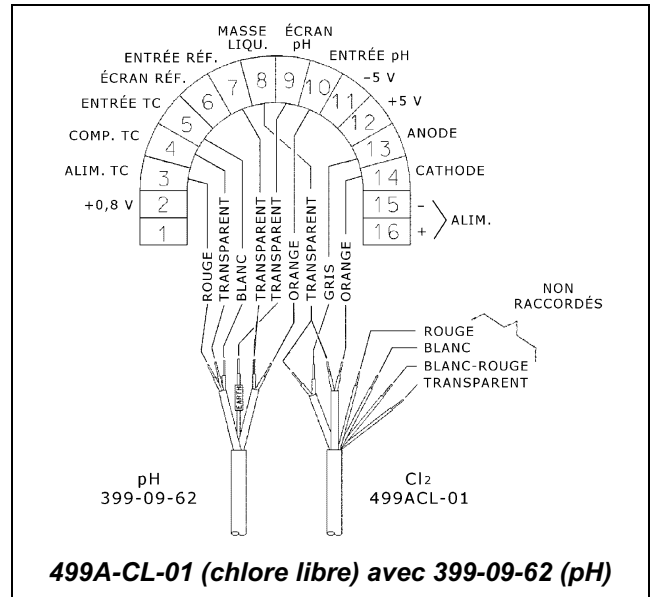 MASSE
LIQU.
ÉCRAN
pH
ENTRÉE RÉF.
ENTRÉE pH
ÉCRAN RÉF.
-5 V
ENTRÉE TC
+5 V
COMP. TC
ANODE
ALIM. TC
CATHODE
+0,8 V
-
+
ALIM.
1
2
3
4
5
6
7
8
9
10
11
12
13
14
15
16
ROUGE
TRANSPARENT
BLANC
TRANSPARENT
TRANSPARENT
ORANGE
TRANSPARENT
GRIS
ORANGE
NON
RACCORDÉS
ROUGE
BLANC
BLANC-ROUGE
TRANSPARENT
EARTH
pH
399-09-62
Cl2
499ACL-01
499A-CL-01 (chlore libre) avec 399-09-62 (pH)